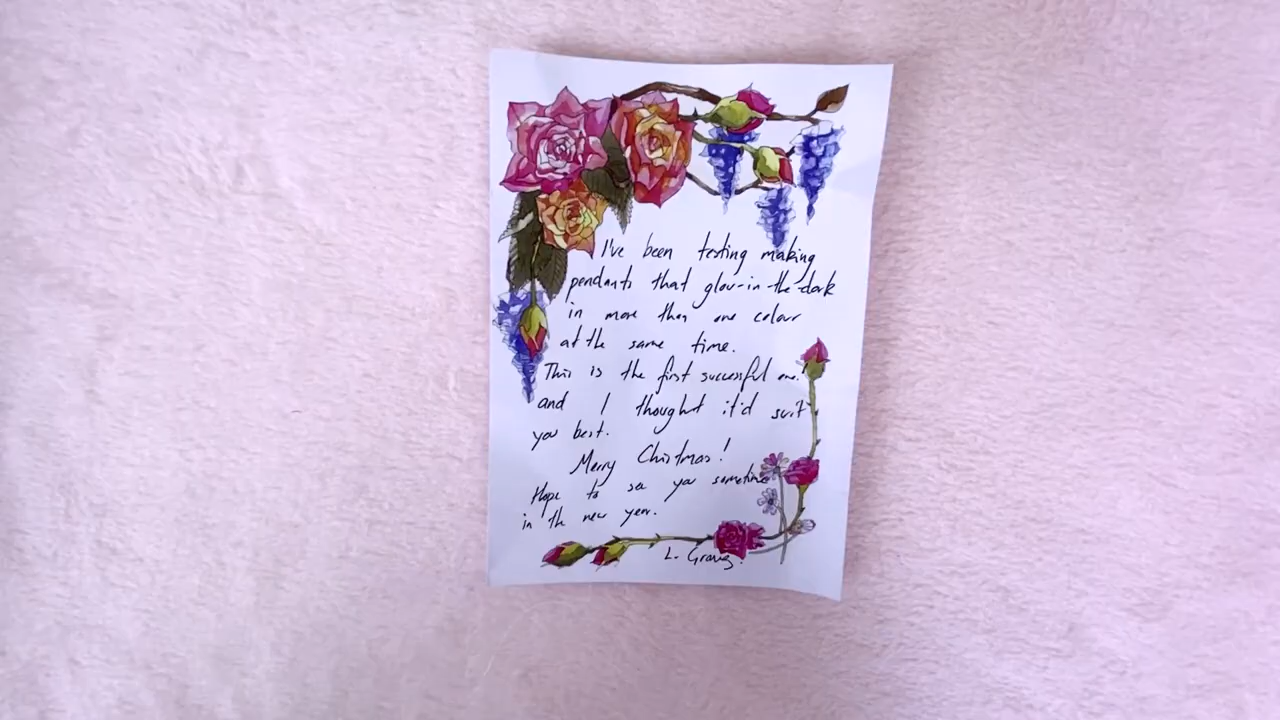 I've been testing making
pendants that glow-in-the-dark
in more than one colour
at the same time.
This is the first successful one.
and I thought it'd suit
you best.
Merry Christmas!
Hope to see you sometime
in the new year.
L.